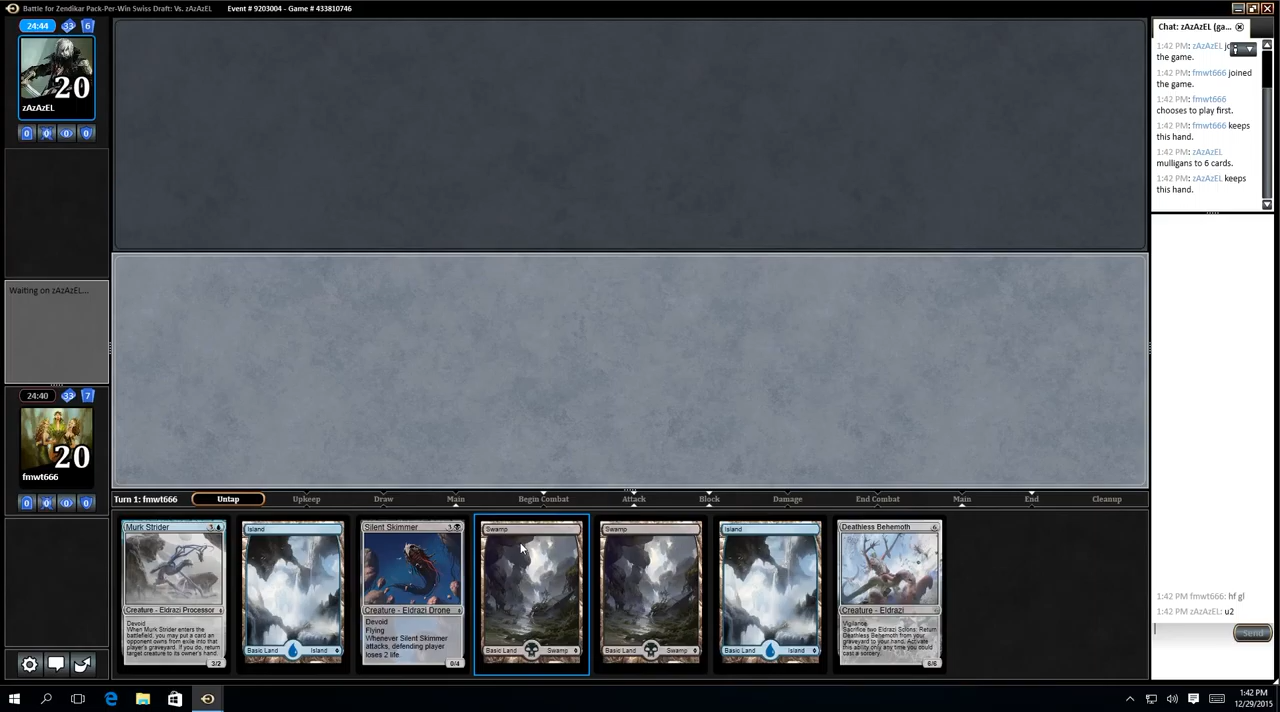 Battle for Zendikar Pack-Per-Win Swiss Draft: Vs. zAzAzEL Event # 9203004 - Game # 433810746
24:44 33 6
20
zAzAzEL
0 0 0 0
Waiting on zAzAzEL...
24:40 33 7
20
fmwt666
0 0 0 0
Chat: zAzAzEL (ga...
1:42 PM: zAzAzEL jo
the game.
1:42 PM: fmwt666 joined
the game.
1:42 PM: fmwt666
chooses to play first.
1:42 PM: fmwt666 keeps
this hand.
1:42 PM: zAzAzEL
mulligans to 6 cards.
1:42 PM: zAzAzEL keeps
this hand.
1:42 PM fmwt666: hf gl
1:42 PM zAzAzEL: u2
Send
Turn 1: fmwt666 Untap Upkeep Draw Main Begin Combat Attack Block Damage End Combat Main End Cleanup
Murk Strider 3
Creature - Eldrazi Processor
Devoid
When Murk Strider enters the
battlefield, you may put a card an
opponent owns from exile into that
player's graveyard. If you do, return
target creature to its owner's hand.
3/2
Island
Basic Land Island
Silent Skimmer 3
Creature - Eldrazi Drone
Devoid
Flying
Whenever Silent Skimmer
attacks, defending player
loses 2 life.
0/4
Swamp
Basic Land Swamp
Swamp
Basic Land Swamp
Island
Basic Land Island
Deathless Behemoth 6
Creature - Eldrazi
Vigilance
Sacrifice two Eldrazi Scions: Return
Deathless Behemoth from your
graveyard to your hand. Activate
this ability only any time you could
cast a sorcery.
6/6
1:42 PM
12/29/2015